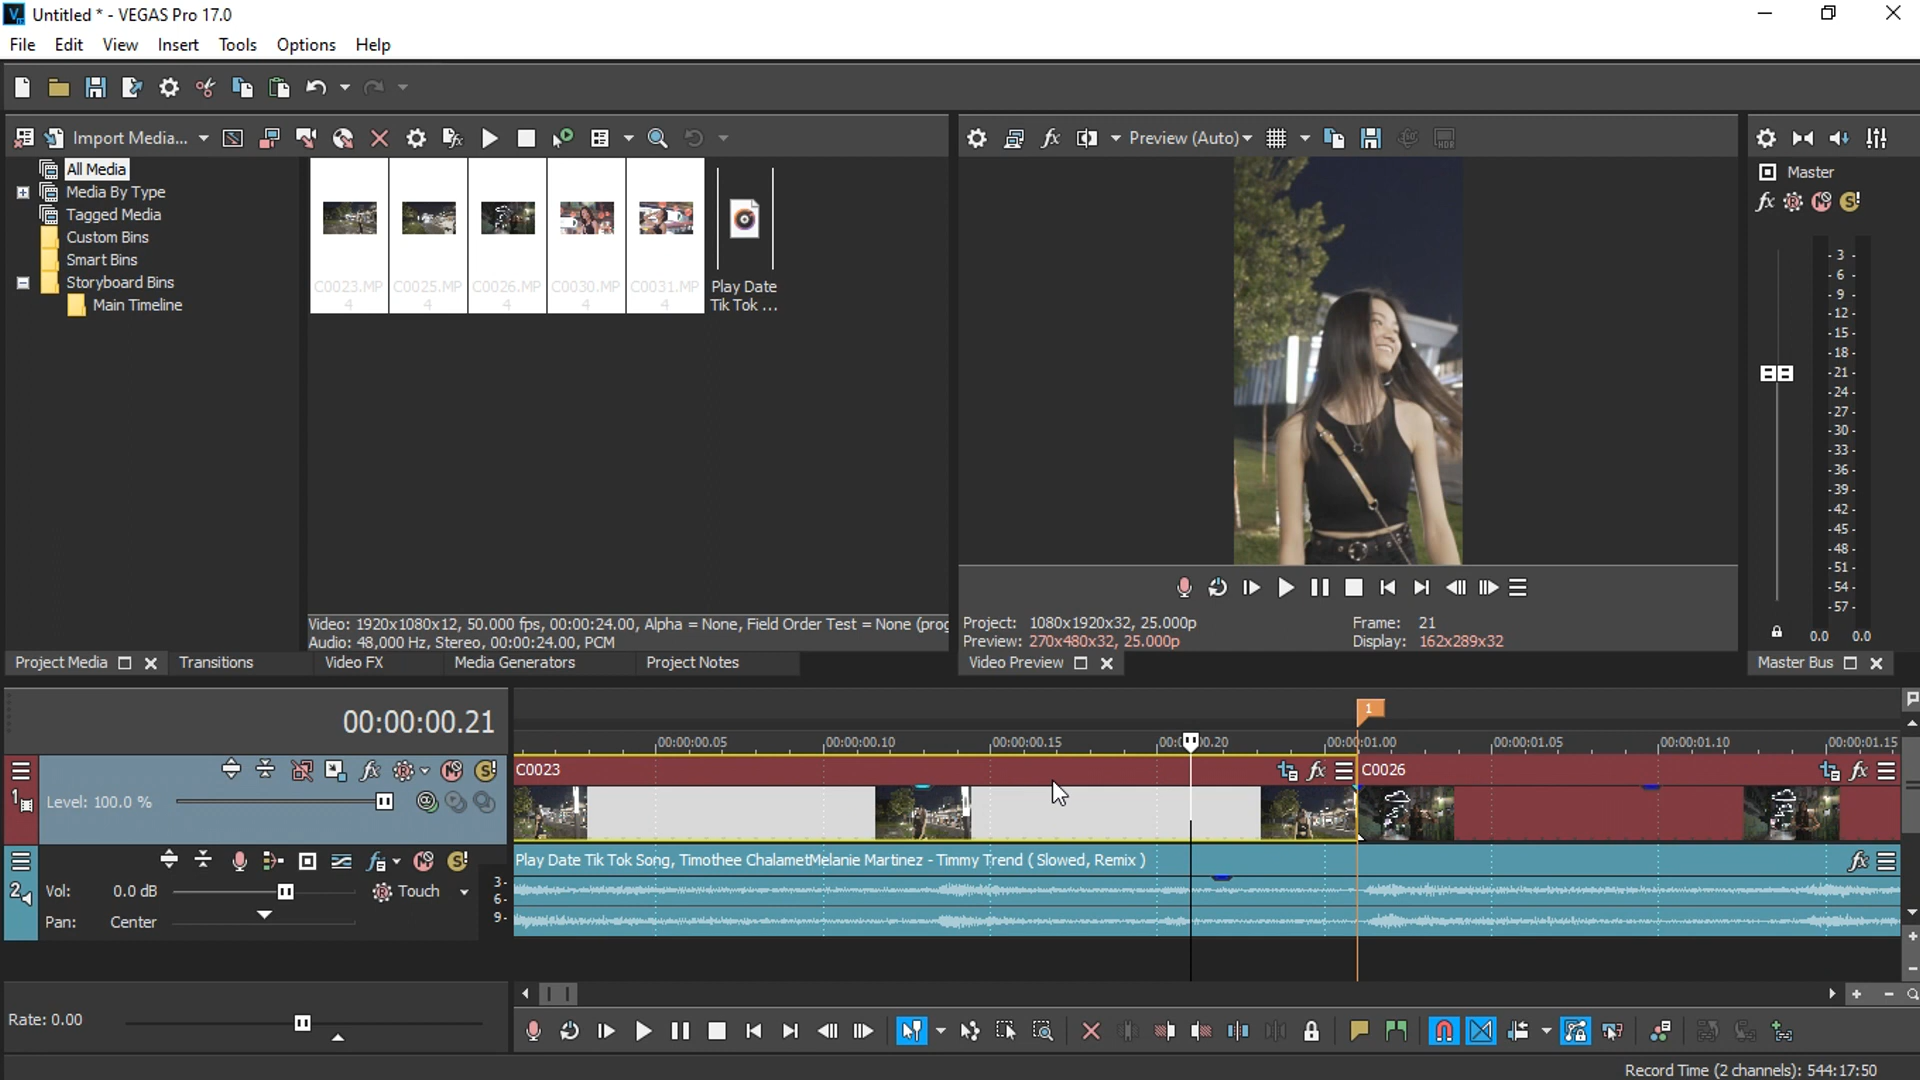 Untitled * - VEGAS Pro 17.0
File Edit View Insert Tools Options Help
Import Media...
Preview (Auto)
All Media
Media By Type
Tagged Media
Custom Bins
Smart Bins
Storyboard Bins
Main Timeline
C0023.MP4
C0025.MP4
C0026.MP4
C0030.MP4
C0031.MP4
Play Date
Tik Tok ...
Video: 1920x1080x12, 50.000 fps, 00:00:24.00, Alpha = None, Field Order Test = None (prog
Audio: 48,000 Hz, Stereo, 00:00:24.00, PCM
Project Media Transitions Video FX Media Generators Project Notes
Project: 1080x1920x32, 25.000p
Preview: 270x480x32, 25.000p
Frame: 21
Display: 162x289x32
Video Preview
Master
fx
-3-
-6-
-9-
-12-
-15-
-18-
-21-
-24-
-27-
-30-
-33-
-36-
-39-
-42-
-45-
-48-
-51-
-54-
-57-
0.0 0.0
Master Bus
00:00:00.21
1
00:00:00.05 00:00:00.10 00:00:00.15 00:00:01.00 00:00:01.05 00:00:01.10 00:00:01.15
1
Level: 100.0 %
C0023
C0026
2
Vol: 0.0 dB
Touch
Pan: Center
3-
6-
9-
Play Date Tik Tok Song, Timothee ChalametMelanie Martinez - Timmy Trend ( Slowed, Remix )
Rate: 0.00
Record Time (2 channels): 544:17:50